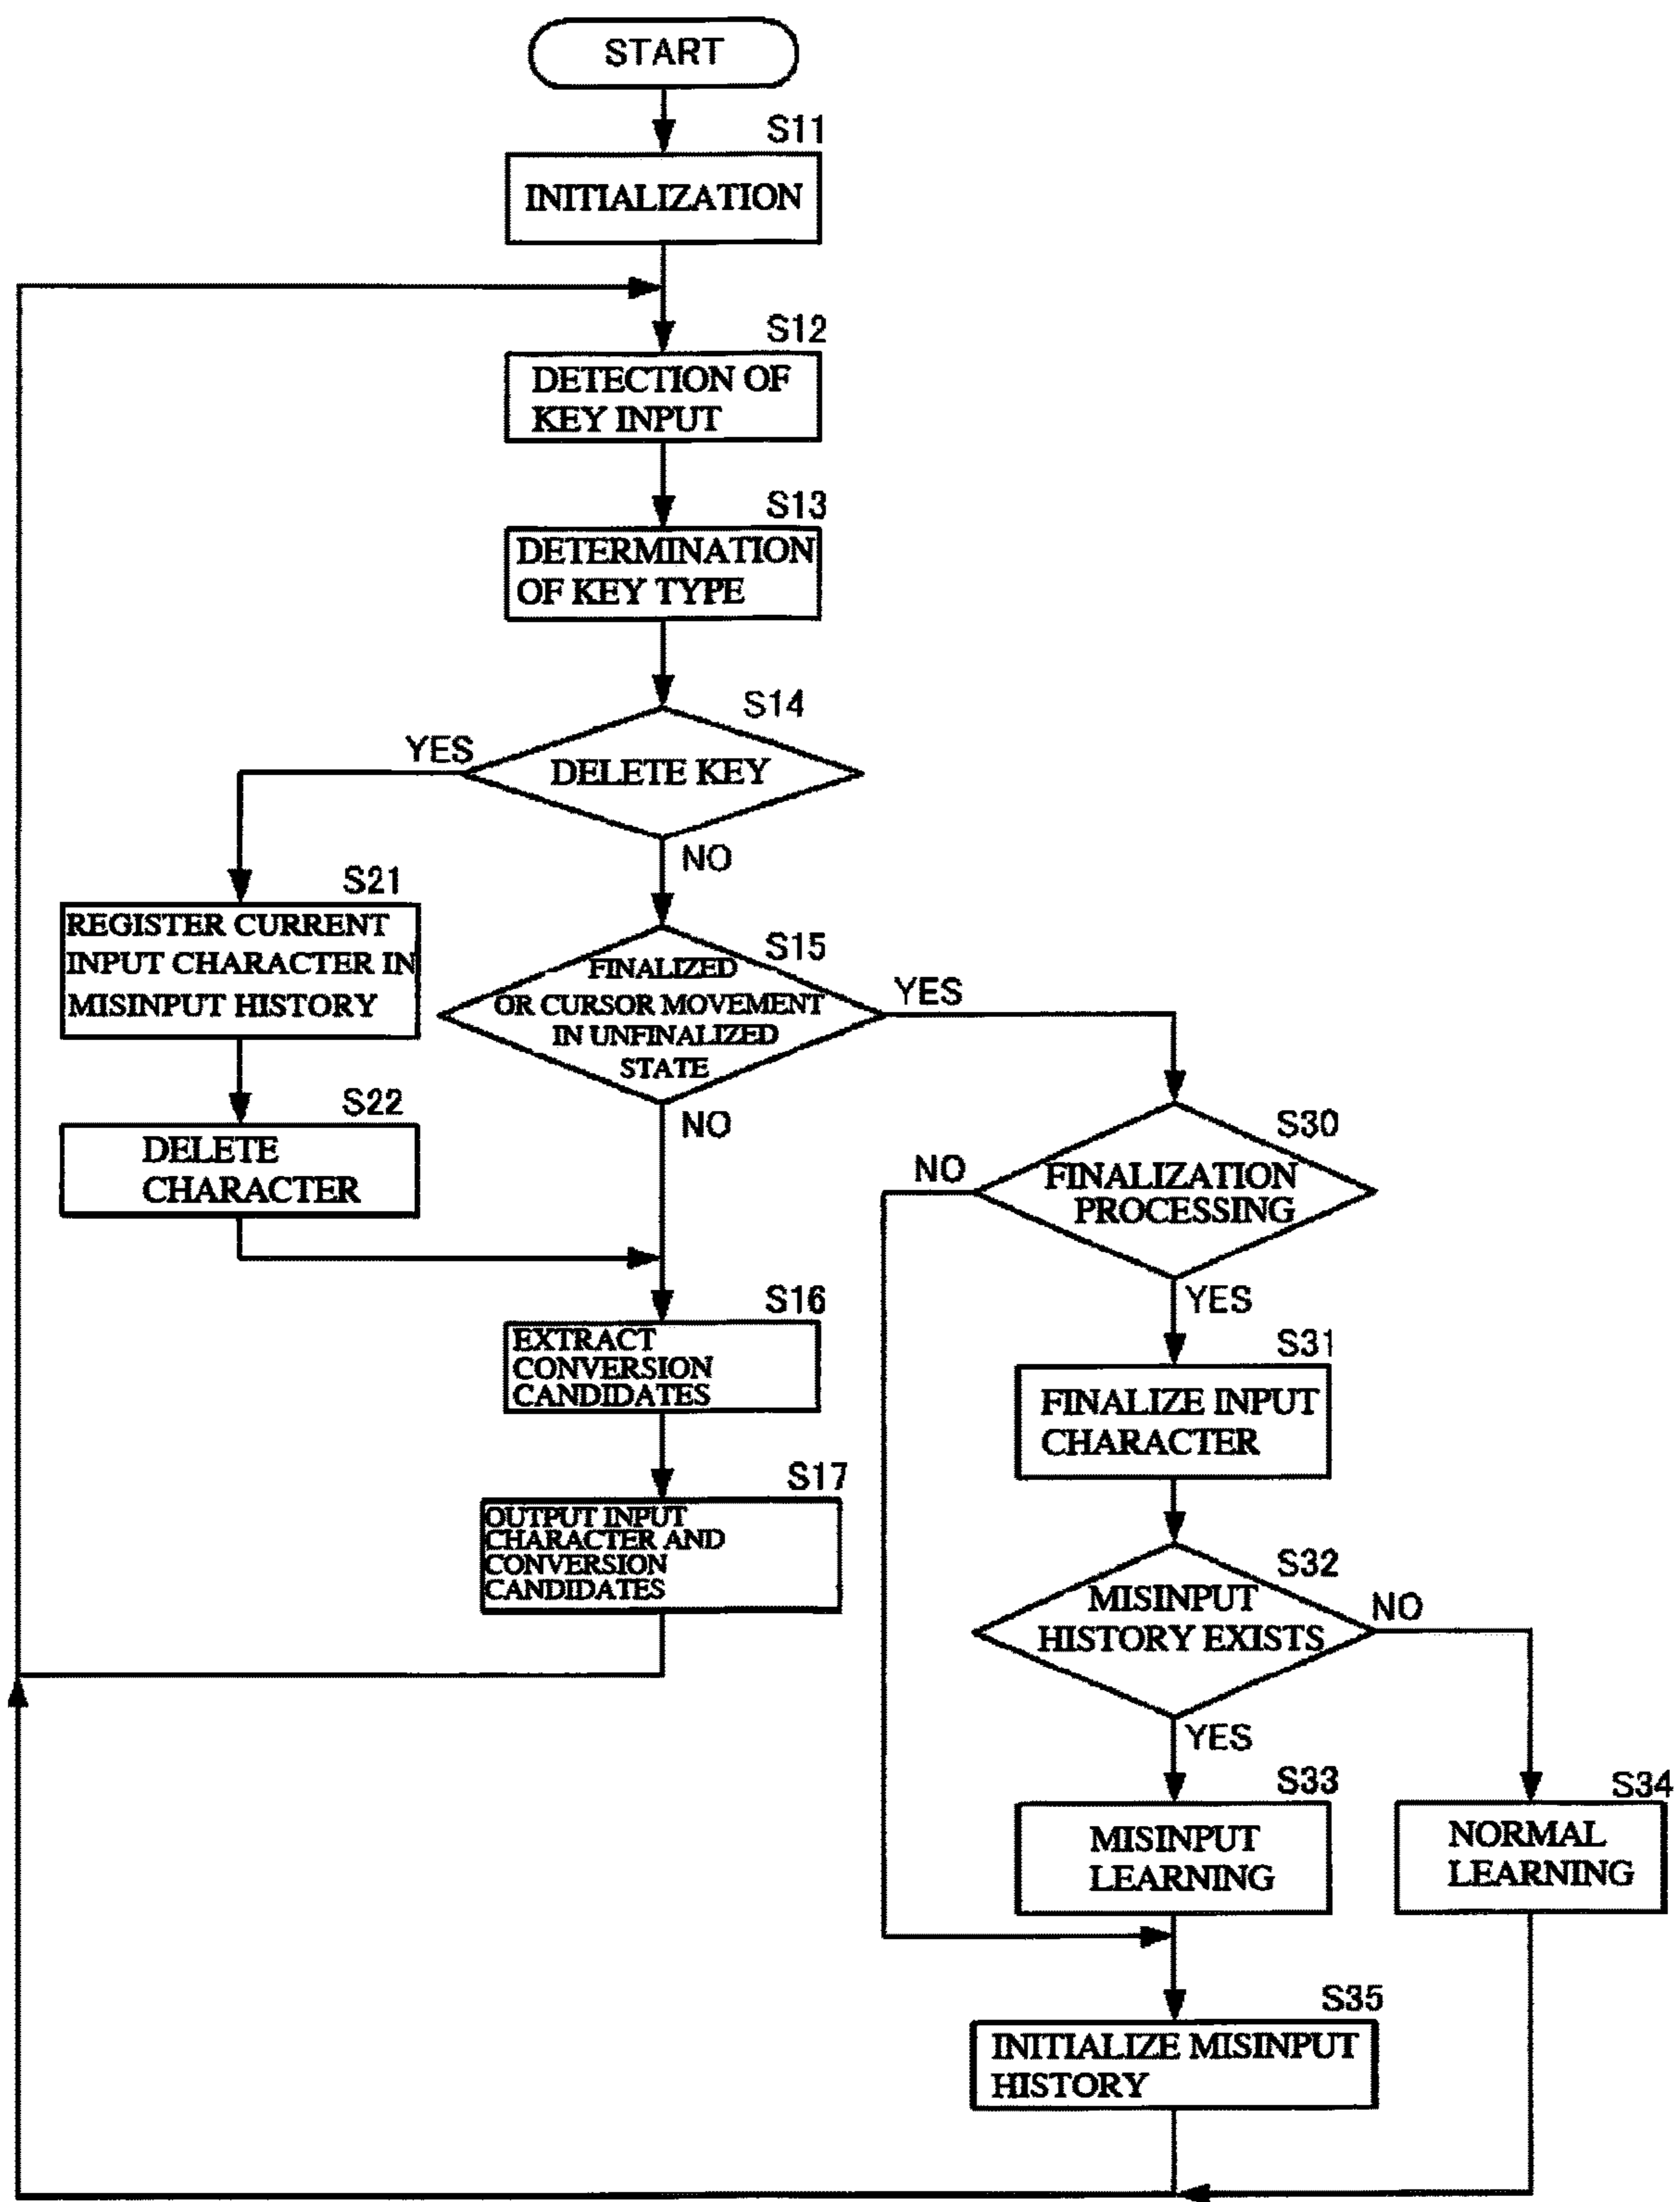 START
S11
INITIALIZATION
S12
DETECTION OF
KEY INPUT
S13
DETERMINATION
OF KEY TYPE
S14
YES
DELETE KEY
NO
S21
REGISTER CURRENT
INPUT CHARACTER IN
MISINPUT HISTORY
S22
DELETE
CHARACTER
S15
FINALIZED
OR CURSOR MOVEMENT
IN UNFINALIZED
STATE
YES
NO
S16
EXTRACT
CONVERSION
CANDIDATES
S17
OUTPUT INPUT
CHARACTER AND
CONVERSION
CANDIDATES
S30
NO
FINALIZATION
PROCESSING
YES
S31
FINALIZE INPUT
CHARACTER
S32
MISINPUT
HISTORY EXISTS
NO
YES
S33
MISINPUT
LEARNING
S34
NORMAL
LEARNING
S35
INITIALIZE MISINPUT
HISTORY